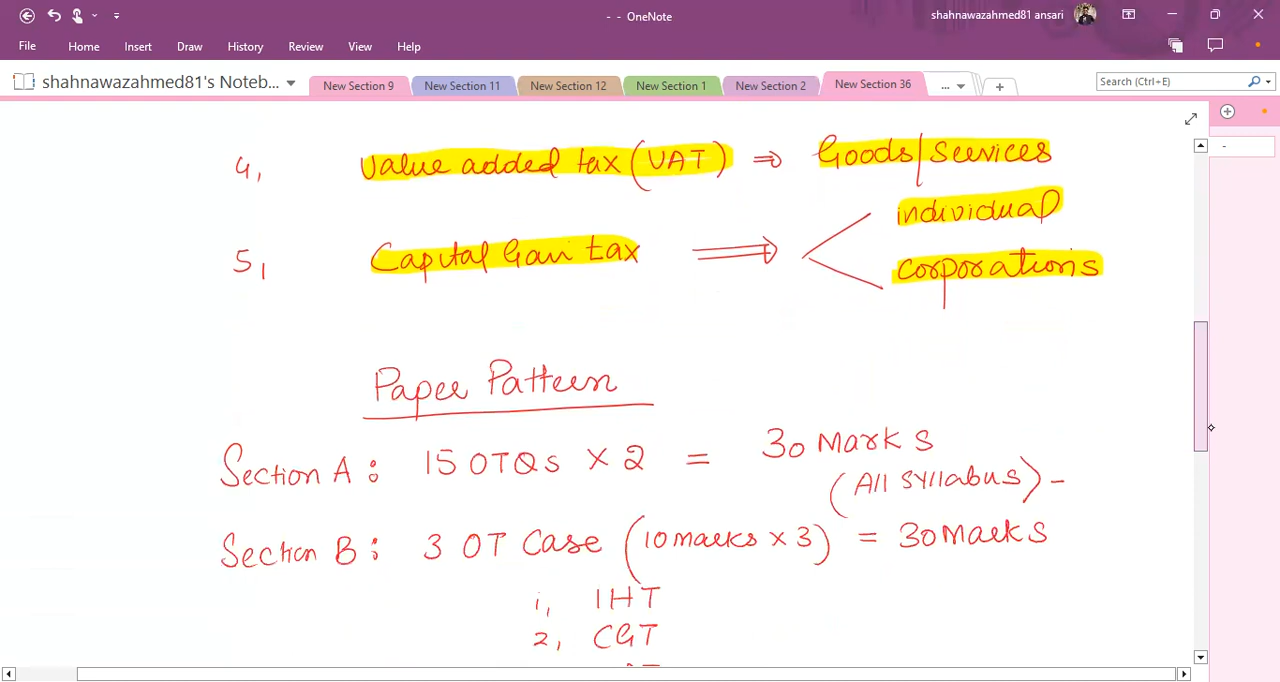 - - OneNote
shahnawazahmed81 ansari
File Home Insert Draw History Review View Help
shahnawazahmed81's Noteb... New Section 9 New Section 11 New Section 12 New Section 1 New Section 2 New Section 36 ... + Search (Ctrl+E)
4, Value added tax (VAT) ⇒ Goods/Services
5, Capital Gain tax ⟹ individual
corporations
Paper Pattern
Section A: 15 OTQs × 2 = 30 Marks
(All syllabus) -
Section B: 3 OT Case (10 marks × 3) = 30 Marks
1, IHT
2, CGT